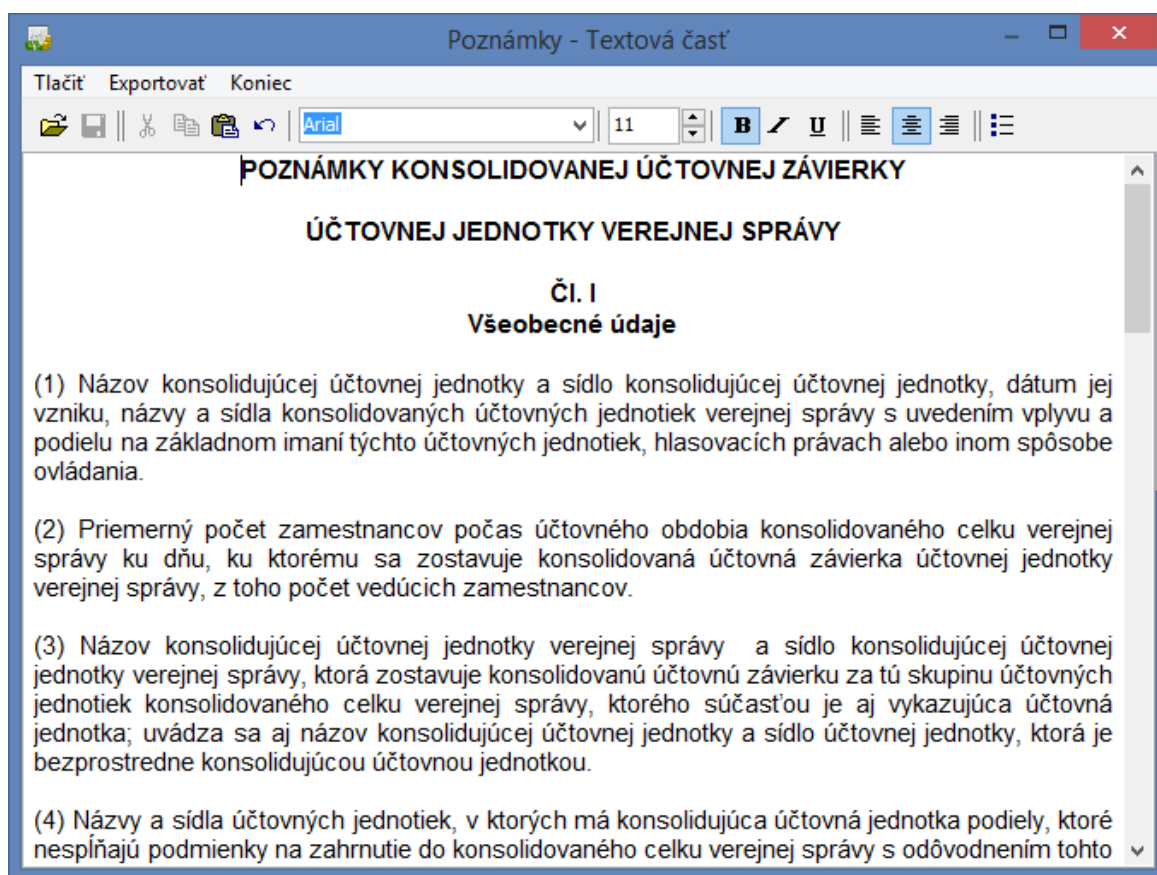 Poznámky - Textová časť
Tlačiť Exportovať Koniec
Arial 11 B I U
POZNÁMKY KONSOLIDOVANEJ ÚČTOVNEJ ZÁVIERKY
ÚČTOVNEJ JEDNOTKY VEREJNEJ SPRÁVY
Čl. I
Všeobecné údaje
(1) Názov konsolidujúcej účtovnej jednotky a sídlo konsolidujúcej účtovnej jednotky, dátum jej
vzniku, názvy a sídla konsolidovaných účtovných jednotiek verejnej správy s uvedením vplyvu a
podielu na základnom imaní týchto účtovných jednotiek, hlasovacích právach alebo inom spôsobe
ovládania.
(2) Priemerný počet zamestnancov počas účtovného obdobia konsolidovaného celku verejnej
správy ku dňu, ku ktorému sa zostavuje konsolidovaná účtovná závierka účtovnej jednotky
verejnej správy, z toho počet vedúcich zamestnancov.
(3) Názov konsolidujúcej účtovnej jednotky verejnej správy a sídlo konsolidujúcej účtovnej
jednotky verejnej správy, ktorá zostavuje konsolidovanú účtovnú závierku za tú skupinu účtovných
jednotiek konsolidovaného celku verejnej správy, ktorého súčasťou je aj vykazujúca účtovná
jednotka; uvádza sa aj názov konsolidujúcej účtovnej jednotky a sídlo účtovnej jednotky, ktorá je
bezprostredne konsolidujúcou účtovnou jednotkou.
(4) Názvy a sídla účtovných jednotiek, v ktorých má konsolidujúca účtovná jednotka podiely, ktoré
nespĺňajú podmienky na zahrnutie do konsolidovaného celku verejnej správy s odôvodnením tohto